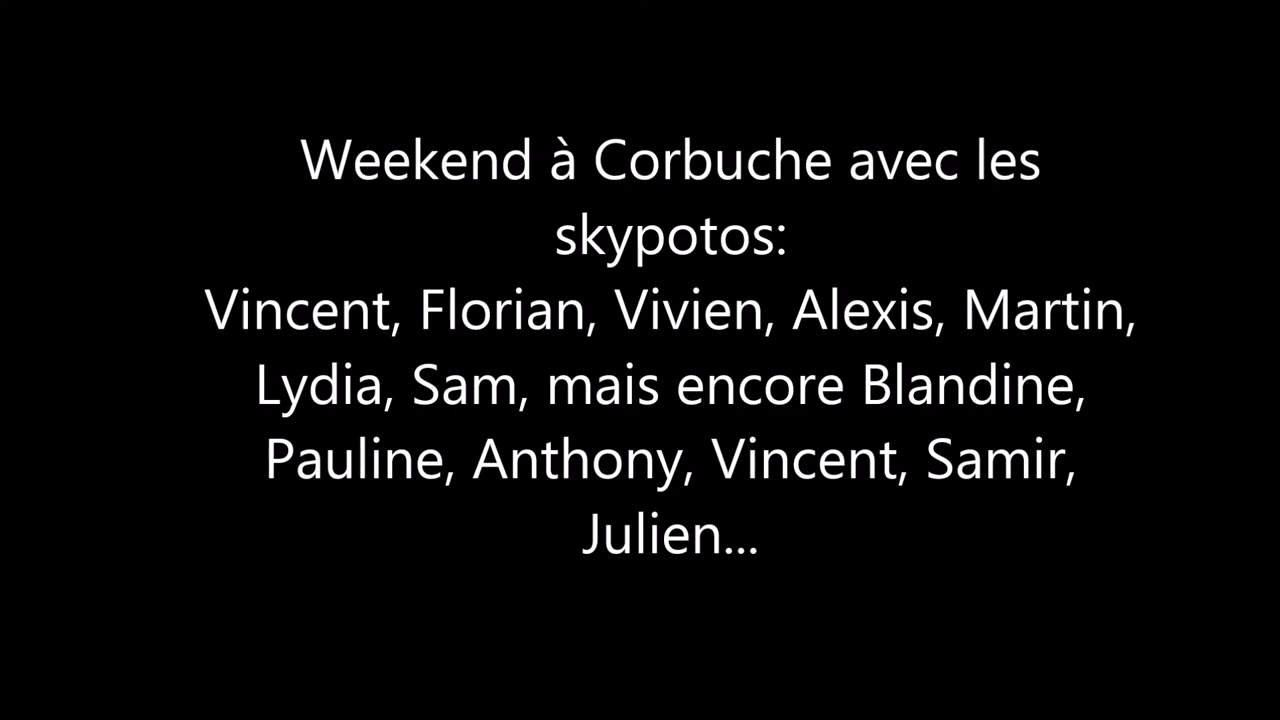 Weekend à Corbuche avec les
skypotos:
Vincent, Florian, Vivien, Alexis, Martin,
Lydia, Sam, mais encore Blandine,
Pauline, Anthony, Vincent, Samir,
Julien...